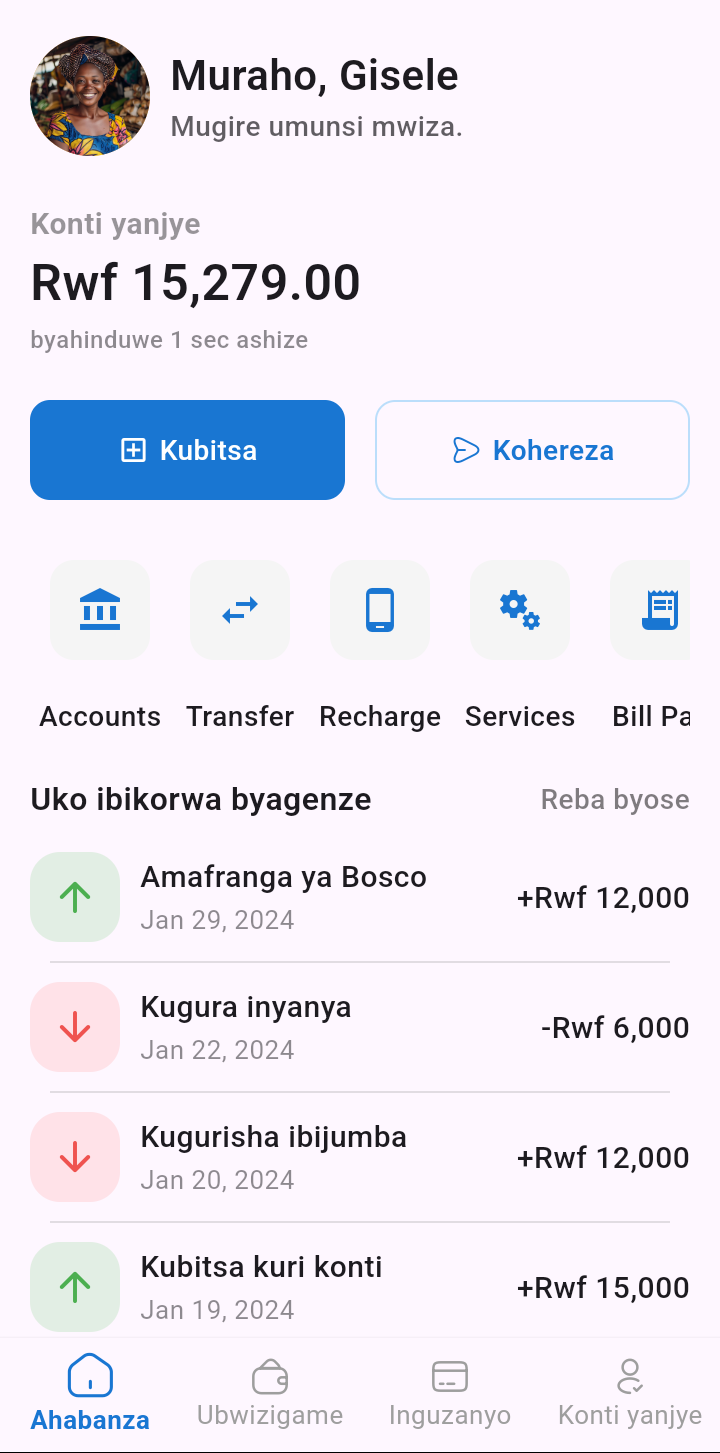 Muraho, Gisele
Mugire umunsi mwiza.
Konti yanjye
Rwf 15,279.00
byahinduwe 1 sec ashize
Kubitsa
Kohereza
Accounts Transfer Recharge Services Bill Pa
Uko ibikorwa byagenze
Reba byose
Amafranga ya Bosco
Jan 29, 2024
+Rwf 12,000
Kugura inyanya
Jan 22, 2024
-Rwf 6,000
Kugurisha ibijumba
Jan 20, 2024
+Rwf 12,000
Kubitsa kuri konti
Jan 19, 2024
+Rwf 15,000
Ahabanza Ubwizigame Inguzanyo Konti yanjye